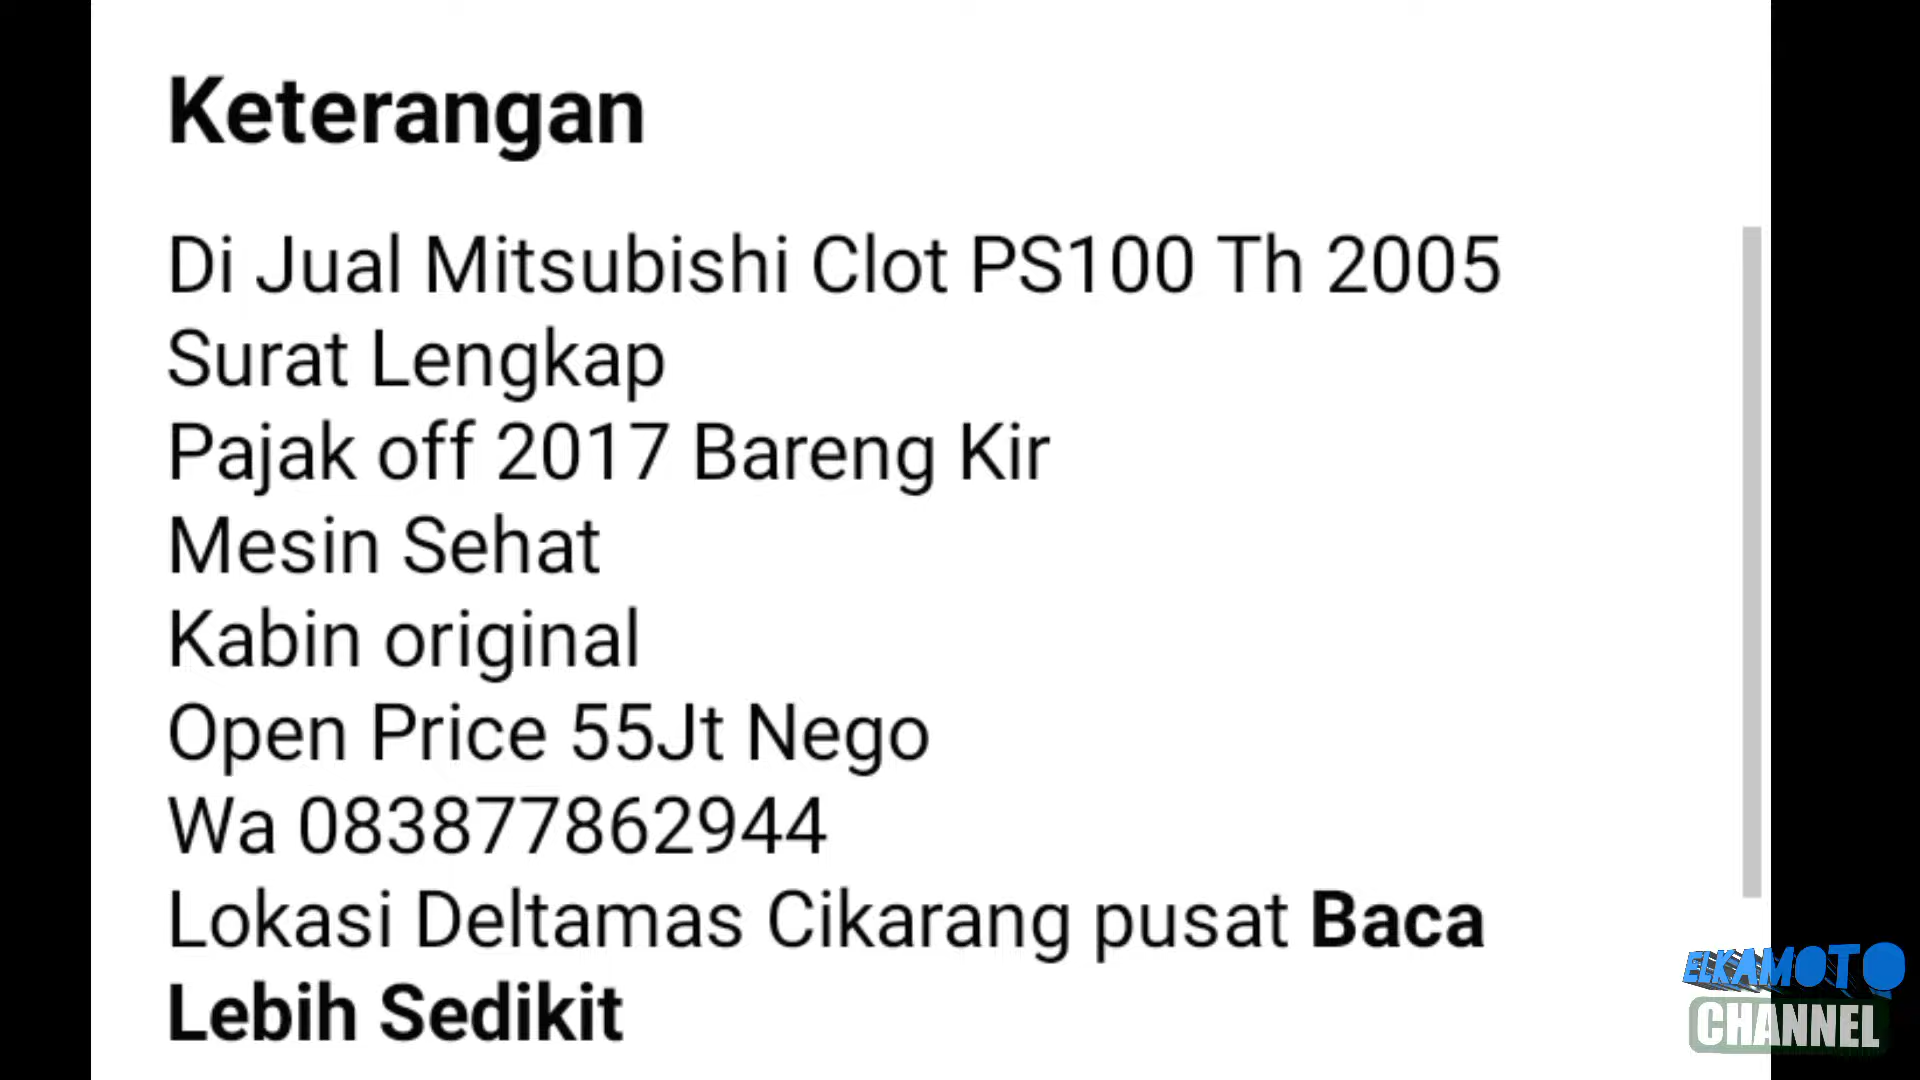 Keterangan
Di Jual Mitsubishi Clot PS100 Th 2005
Surat Lengkap
Pajak off 2017 Bareng Kir
Mesin Sehat
Kabin original
Open Price 55Jt Nego
Wa 083877862944
Lokasi Deltamas Cikarang pusat Baca
Lebih Sedikit
ELKAMOTO
CHANNEL